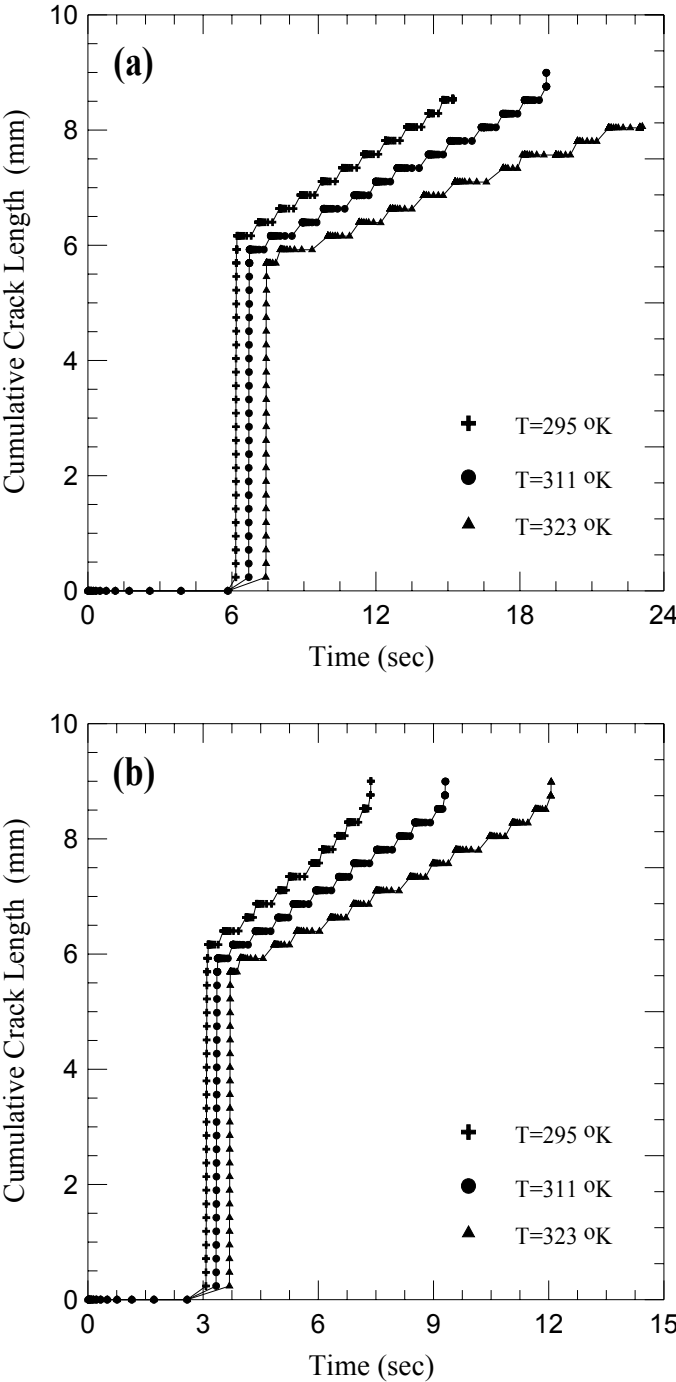 10
(a)
8
6
4
2
0
Cumulative Crack Length (mm)
T=295 ºK
T=311 ºK
T=323 ºK
0 6 12 18 24
Time (sec)
10
(b)
8
6
4
2
0
Cumulative Crack Length (mm)
T=295 ºK
T=311 ºK
T=323 ºK
0 3 6 9 12 15
Time (sec)